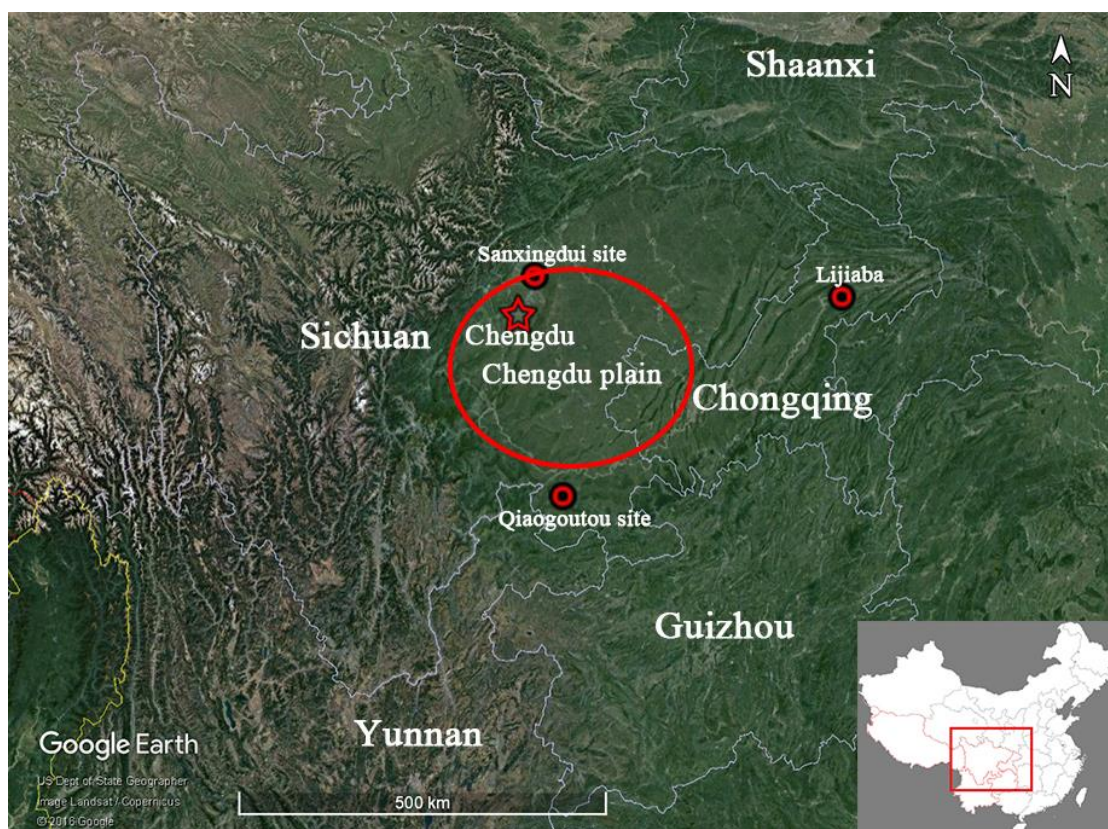 Shaanxi
N
Sanxingdui site
Lijiaba
Sichuan
Chengdu
Chengdu plain
Chongqing
Qiaogoutou site
Guizhou
Yunnan
Google Earth
US Dept of State Geographer
Image Landsat / Copernicus
© 2016 Google
500 km